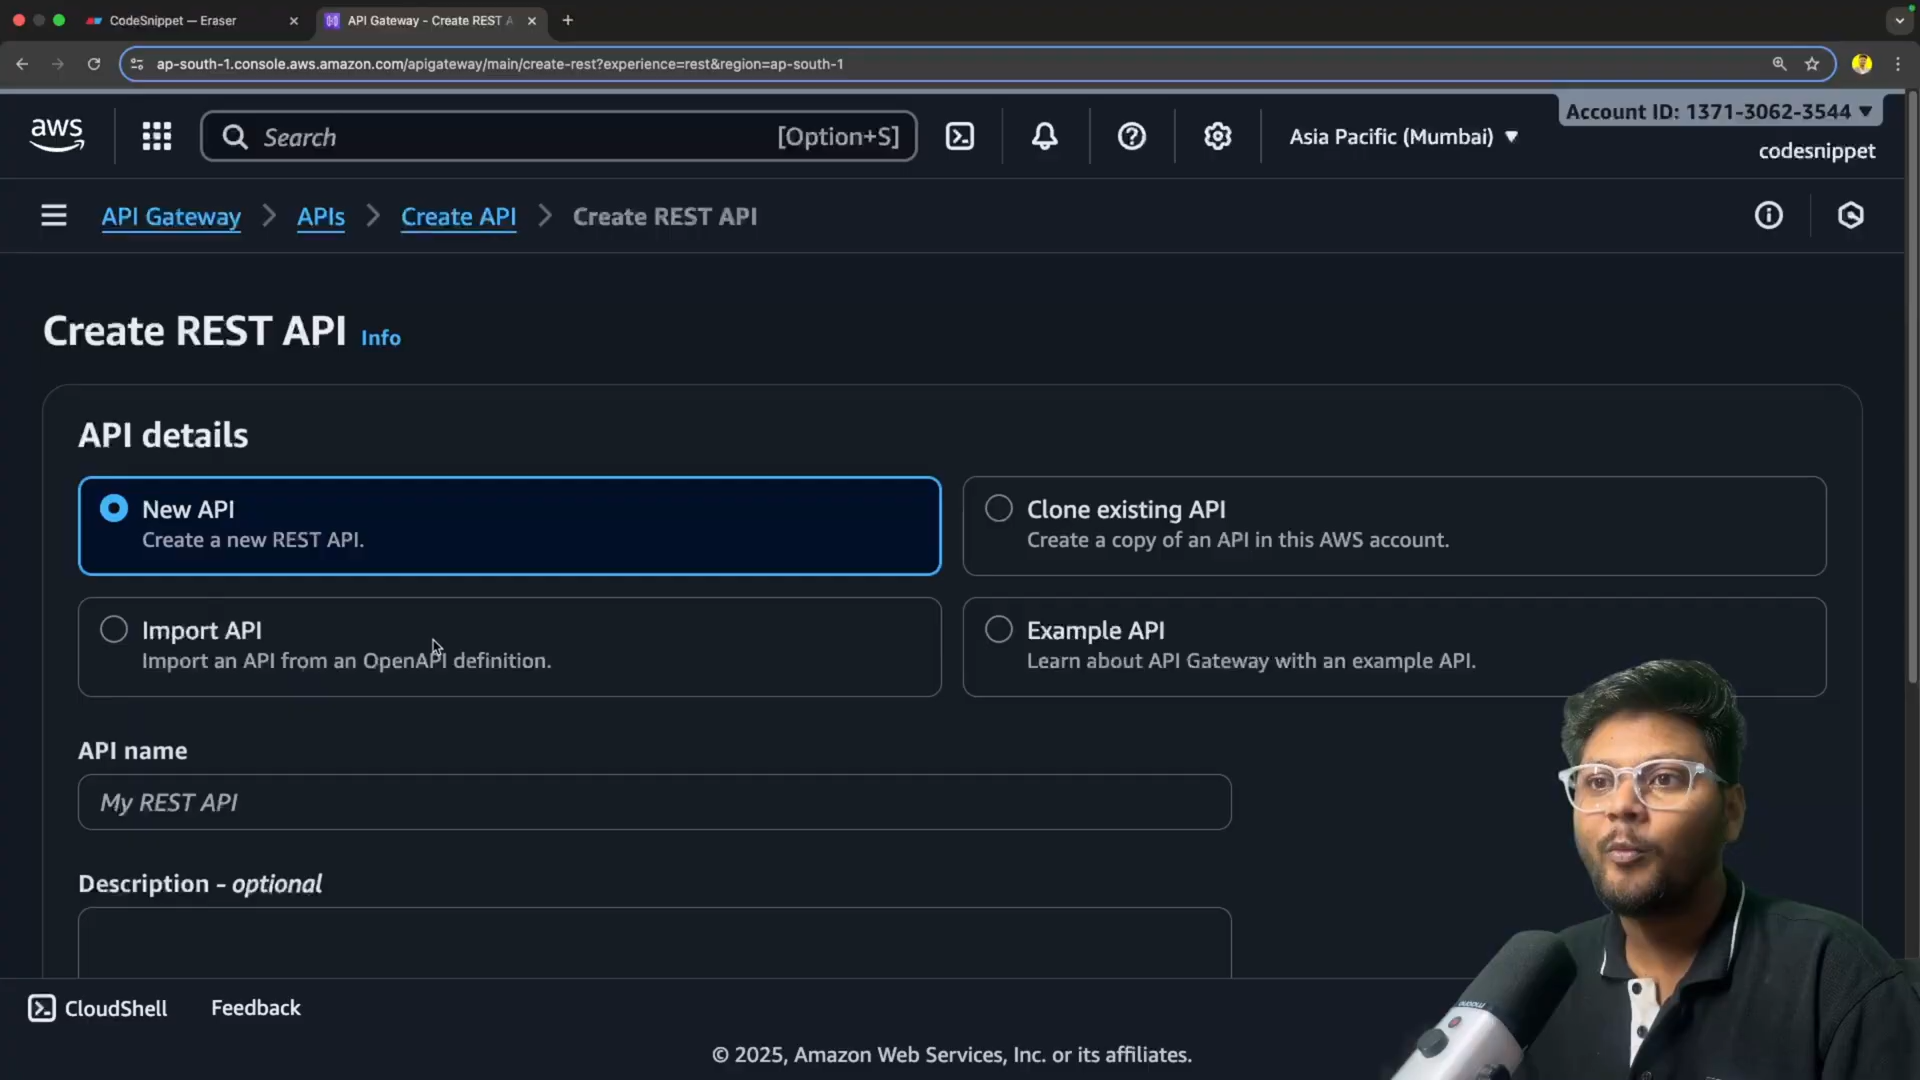 CodeSnippet — Eraser
API Gateway - Create REST A
ap-south-1.console.aws.amazon.com/apigateway/main/create-rest?experience=rest&region=ap-south-1
aws
Search
[Option+S]
Asia Pacific (Mumbai)
Account ID: 1371-3062-3544
codesnippet
API Gateway
APIs
Create API
Create REST API
Create REST API Info
API details
New API
Create a new REST API.
Clone existing API
Create a copy of an API in this AWS account.
Import API
Import an API from an OpenAPI definition.
Example API
Learn about API Gateway with an example API.
API name
My REST API
Description - optional
CloudShell
Feedback
© 2025, Amazon Web Services, Inc. or its affiliates.